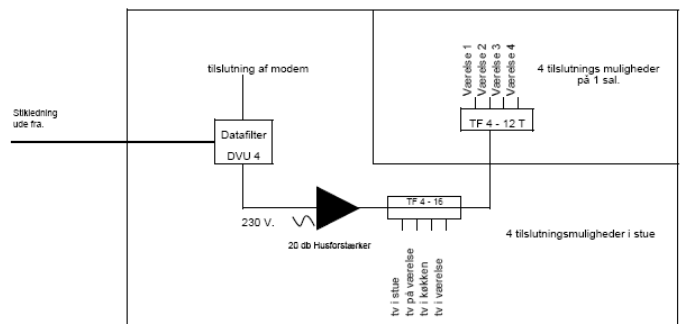 tilslutning af modem
Stikledning
ude fra.
Datafilter
DVU 4
230 V.
20 db Husforstærker
TF 4 - 16
tv i stue
tv på værelse
tv i køkken
tv i værelse
Værelse 1
Værelse 2
Værelse 3
Værelse 4
TF 4 - 12 T
4 tilslutnings muligheder
på 1 sal.
4 tilslutningsmuligheder i stue